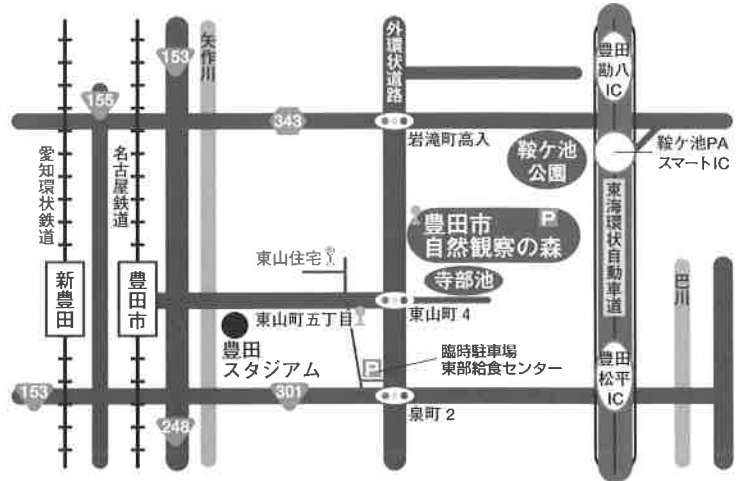 153
155
矢作川
外環状道路
豊田
勘八
IC
343
岩滝町高入
鞍ケ池
公園
鞍ケ池PA
スマートIC
愛知環状鉄道
名古屋鉄道
東海環状自動車道
P
豊田市
自然観察の森
東山住宅
寺部池
巴川
新豊田
豊田市
東山町五丁目
東山町4
豊田
スタジアム
P
臨時駐車場
東部給食センター
豊田
松平
IC
153
301
泉町2
248